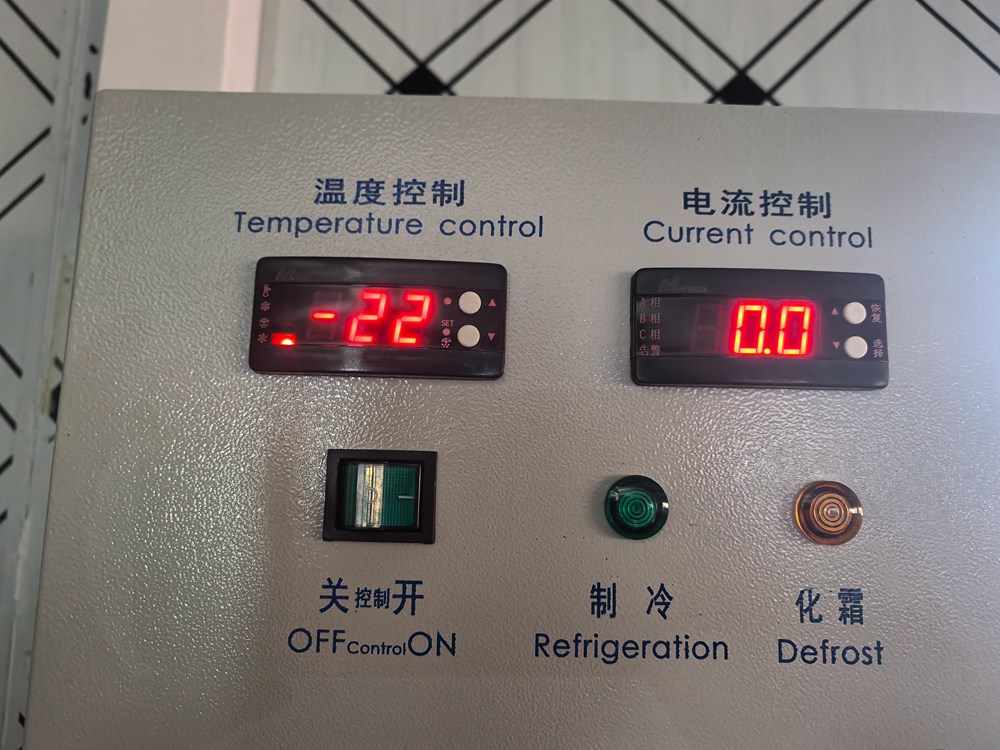 温度控制
Temperature control
电流控制
Current control
-22
SET
A相
B相
C相
告警
0.0
恢复
选择
关控制开
OFFControlON
制冷
Refrigeration
化霜
Defrost